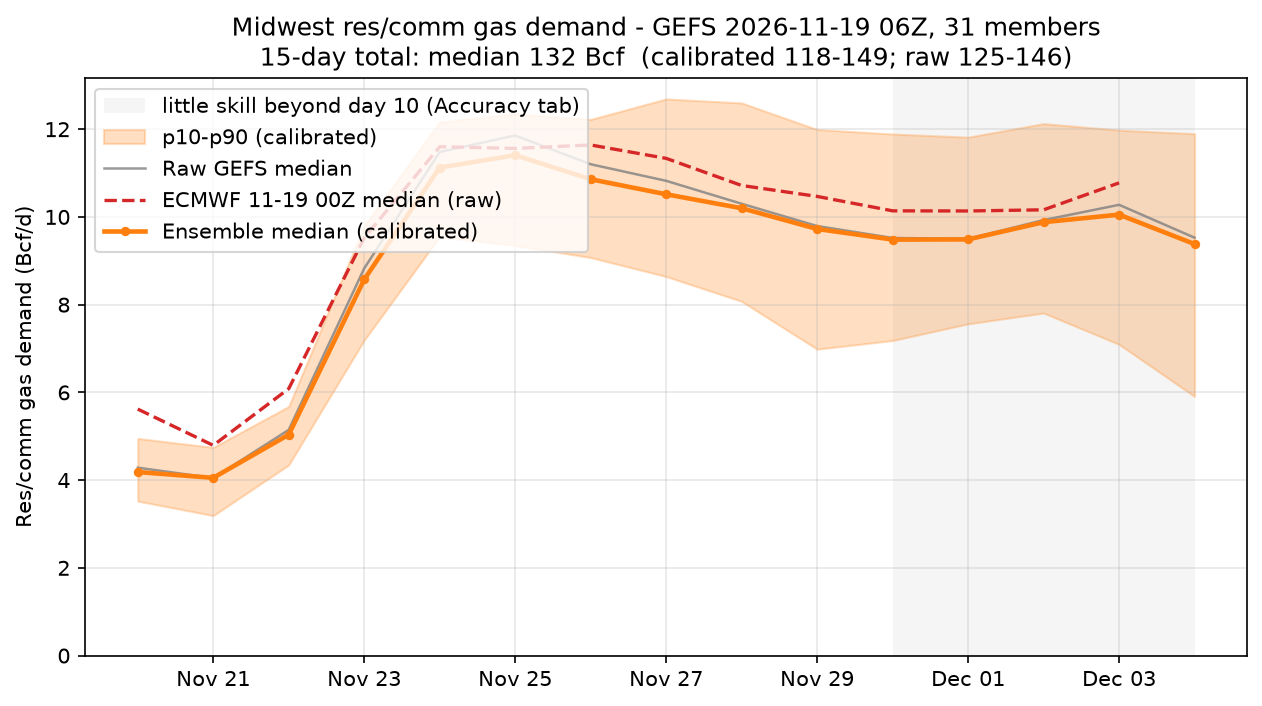 Midwest res/comm gas demand - GEFS 2026-11-19 06Z, 31 members
15-day total: median 132 Bcf  (calibrated 118-149; raw 125-146)
little skill beyond day 10 (Accuracy tab)
p10-p90 (calibrated)
Raw GEFS median
ECMWF 11-19 00Z median (raw)
Ensemble median (calibrated)
Res/comm gas demand (Bcf/d)
12
10
8
6
4
2
0
Nov 21
Nov 23
Nov 25
Nov 27
Nov 29
Dec 01
Dec 03